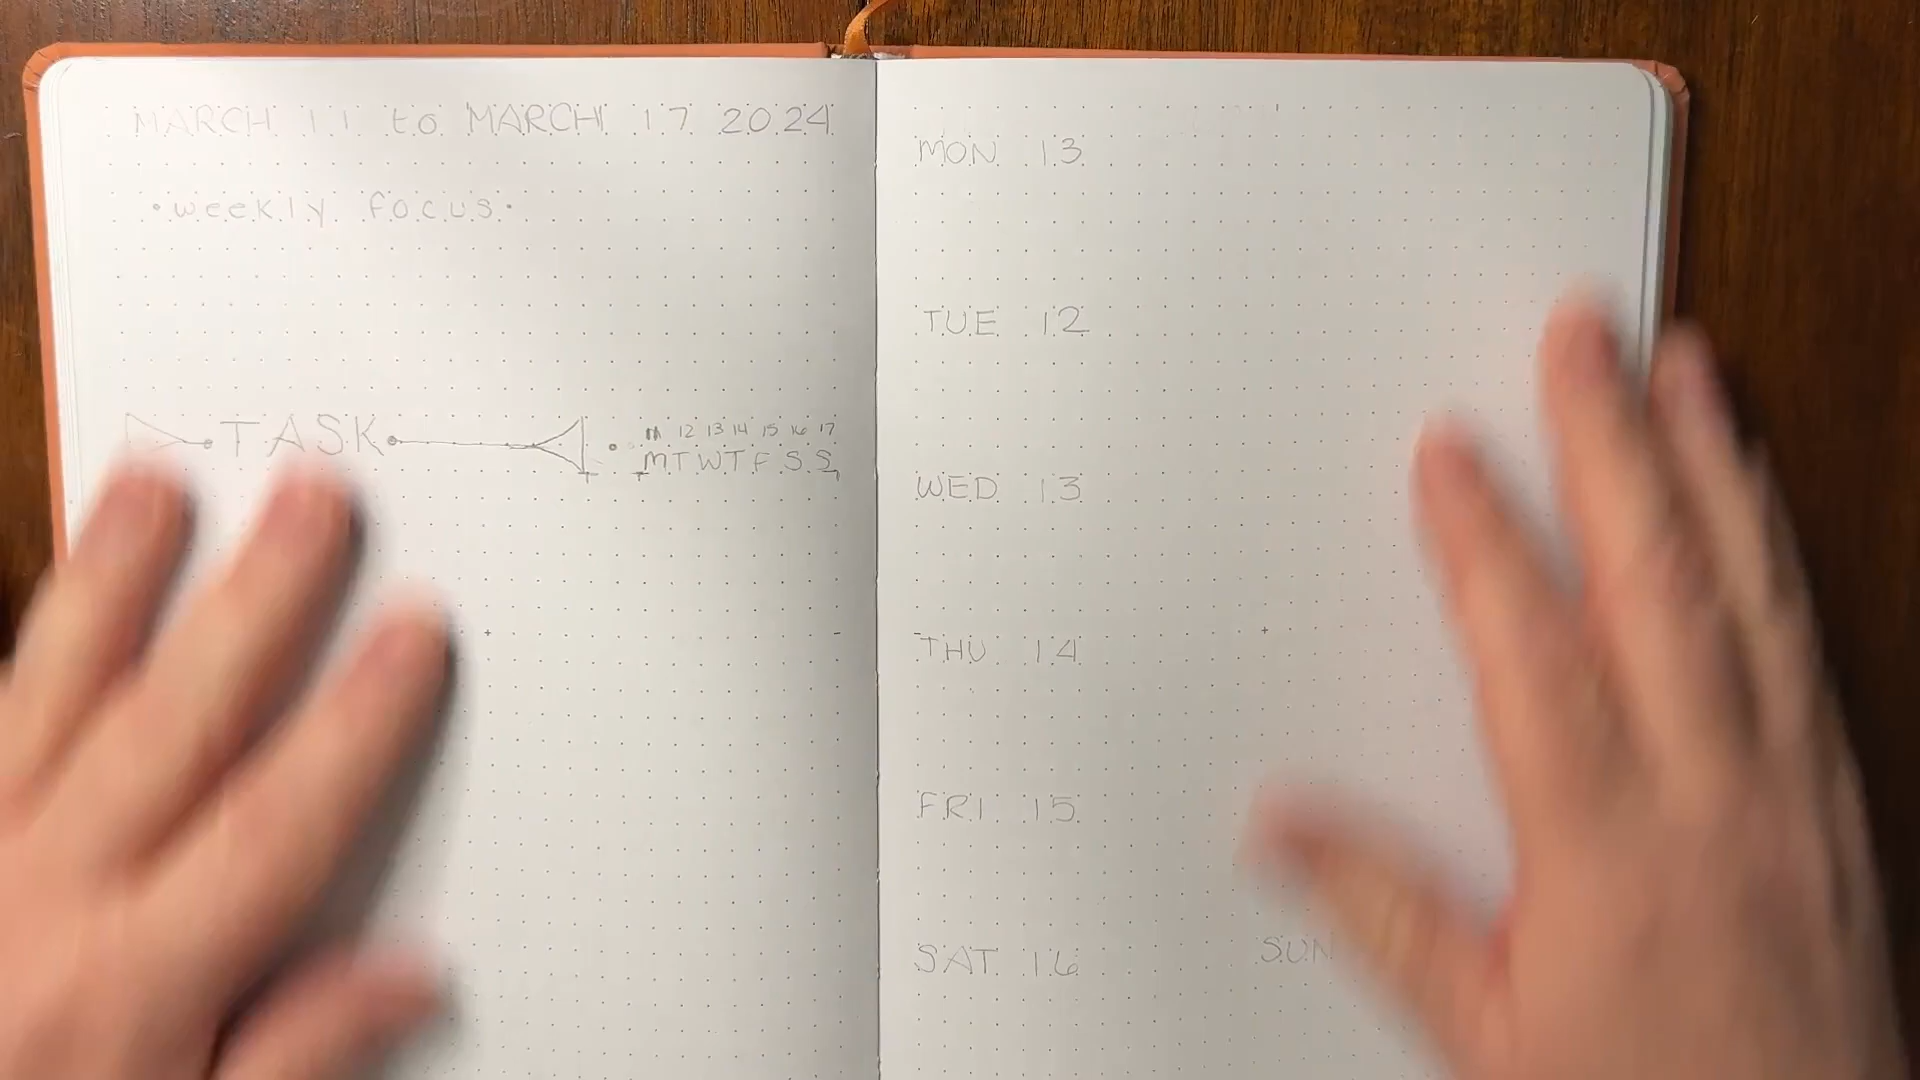 MARCH 11 to MARCH 17 2024
• weekly focus •
TASK
11 12 13 14 15 16 17
M T W T F S S
MON 13
TUE 12
WED 13
THU 14
FRI 15
SAT 16
SUN